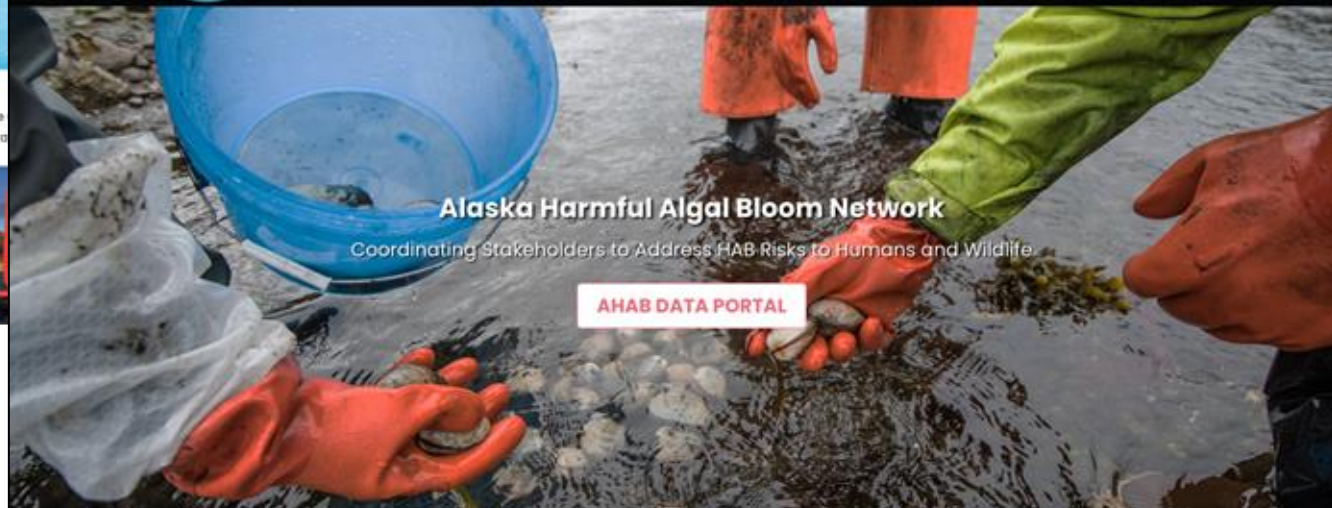 Alaska Harmful Algal Bloom Network
Coordinating Stakeholders to Address HAB Risks to Humans and Wildlife
AHAB DATA PORTAL